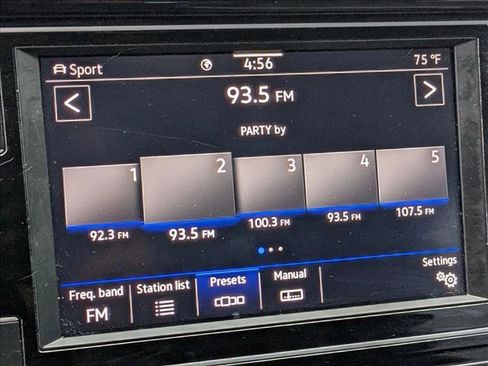 Sport 4:56 75 °F
< 93.5 FM >
PARTY by
1 2 3 4 5
92.3 FM 93.5 FM 100.3 FM 93.5 FM 107.5 FM
Freq. band Station list Presets Manual Settings
FM